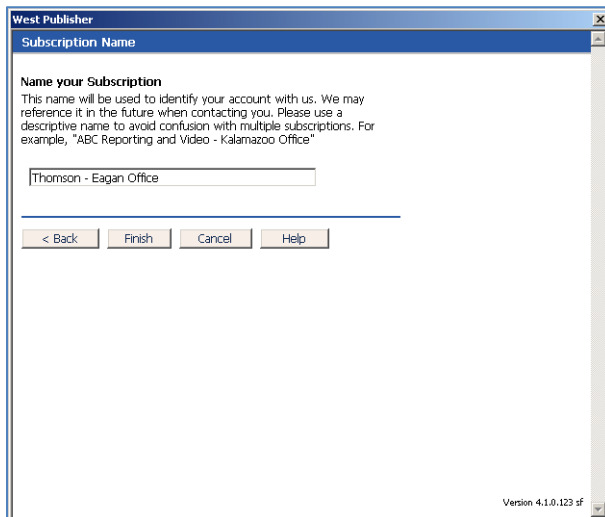 West Publisher
Subscription Name
Name your Subscription
This name will be used to identify your account with us. We may
reference it in the future when contacting you. Please use a
descriptive name to avoid confusion with multiple subscriptions. For
example, "ABC Reporting and Video - Kalamazoo Office"
Thomson - Eagan Office
< Back Finish Cancel Help
Version 4.1.0.123 sf